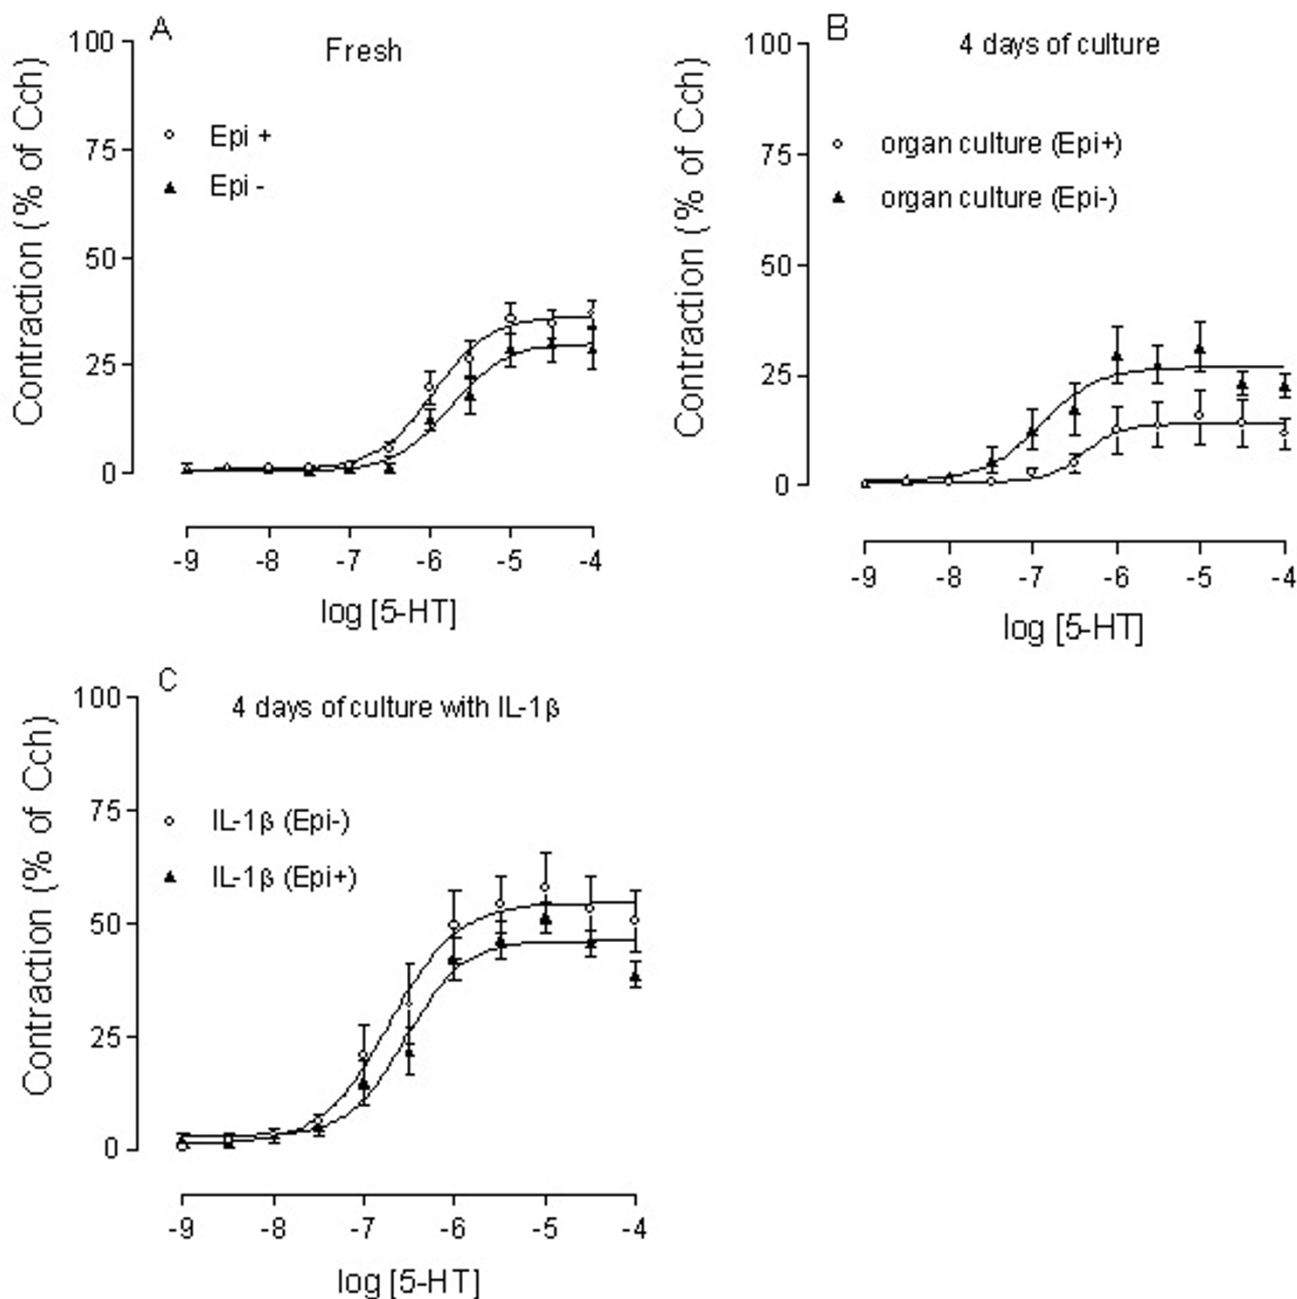 A
Fresh
Contraction (% of Cch)
100
75
50
25
0
Epi +
Epi -
-9 -8 -7 -6 -5 -4
log [5-HT]
B
4 days of culture
Contraction (% of Cch)
100
75
50
25
0
organ culture (Epi+)
organ culture (Epi-)
-9 -8 -7 -6 -5 -4
log [5-HT]
C
4 days of culture with IL-1β
Contraction (% of Cch)
100
75
50
25
0
IL-1β (Epi-)
IL-1β (Epi+)
-9 -8 -7 -6 -5 -4
log [5-HT]